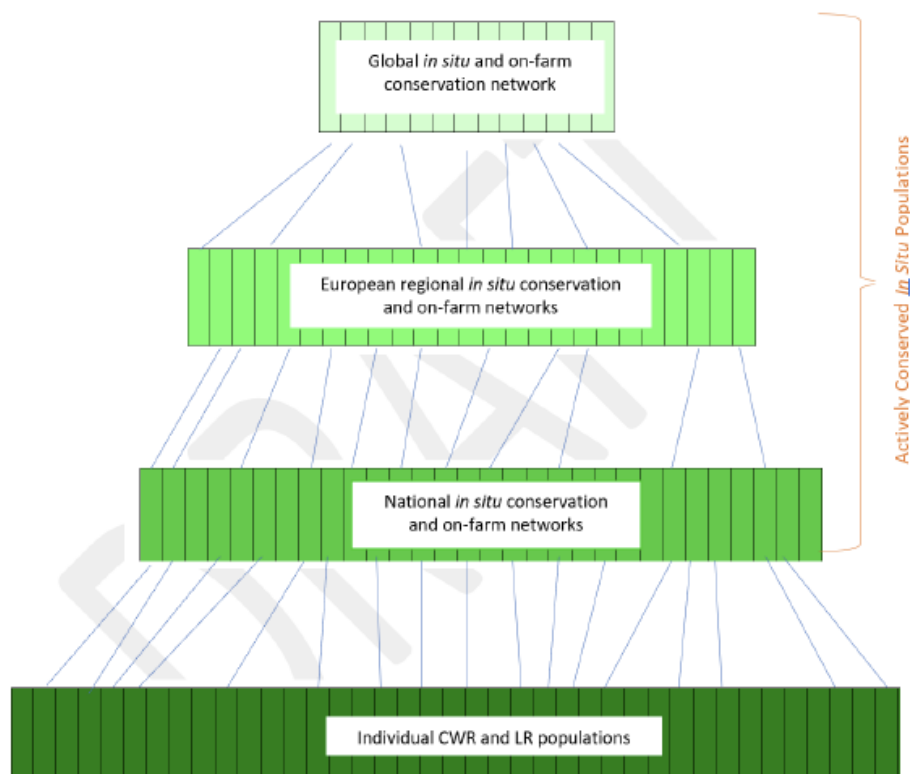 Global in situ and on-farm
conservation network
European regional in situ conservation
and on-farm networks
National in situ conservation
and on-farm networks
Individual CWR and LR populations
Actively Conserved In Situ Populations
DRAFT